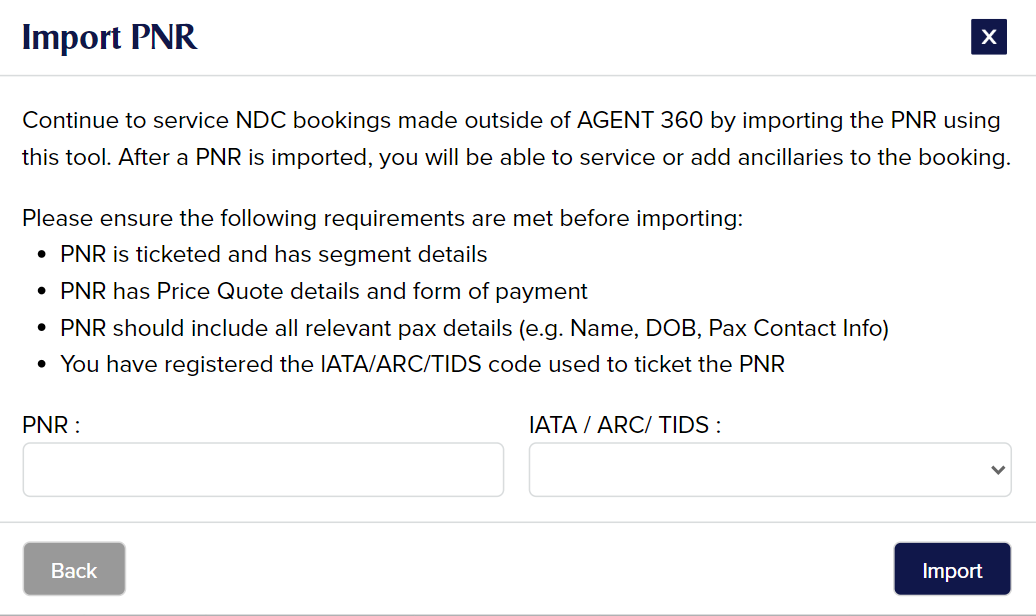 Import PNR
X
Continue to service NDC bookings made outside of AGENT 360 by importing the PNR using
this tool. After a PNR is imported, you will be able to service or add ancillaries to the booking.
Please ensure the following requirements are met before importing:
• PNR is ticketed and has segment details
• PNR has Price Quote details and form of payment
• PNR should include all relevant pax details (e.g. Name, DOB, Pax Contact Info)
• You have registered the IATA/ARC/TIDS code used to ticket the PNR
PNR : IATA / ARC/ TIDS :
Back Import